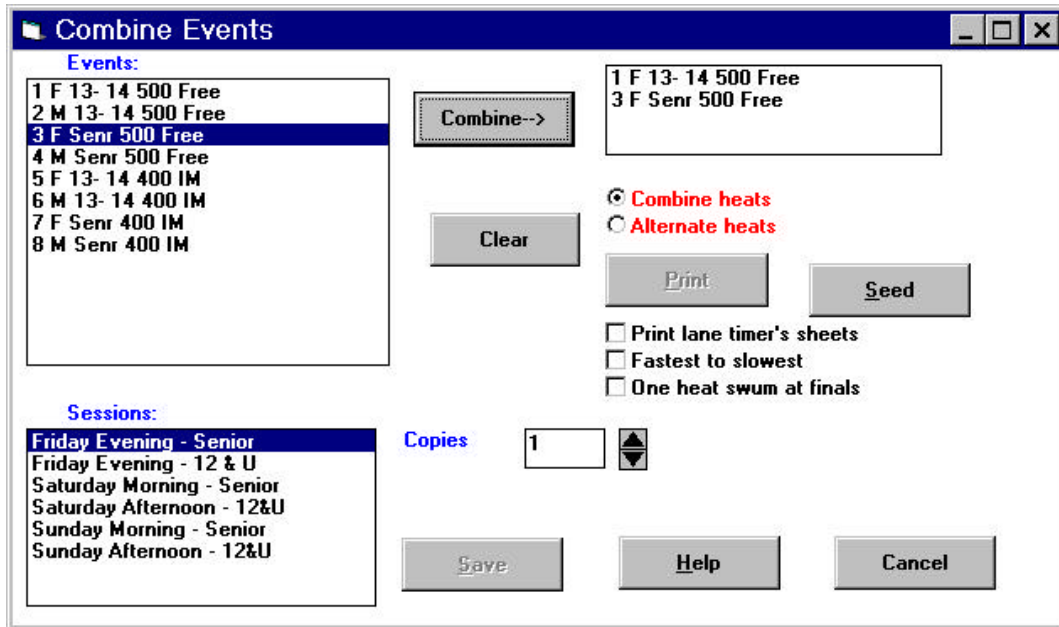 Combine Events
Events:
1 F 13- 14 500 Free
2 M 13- 14 500 Free
3 F Senr 500 Free
4 M Senr 500 Free
5 F 13- 14 400 IM
6 M 13- 14 400 IM
7 F Senr 400 IM
8 M Senr 400 IM
Combine-->
Clear
1 F 13- 14 500 Free
3 F Senr 500 Free
Combine heats
Alternate heats
Print
Seed
Print lane timer's sheets
Fastest to slowest
One heat swum at finals
Sessions:
Friday Evening - Senior
Friday Evening - 12 & U
Saturday Morning - Senior
Saturday Afternoon - 12&U
Sunday Morning - Senior
Sunday Afternoon - 12&U
Copies
1
Save
Help
Cancel